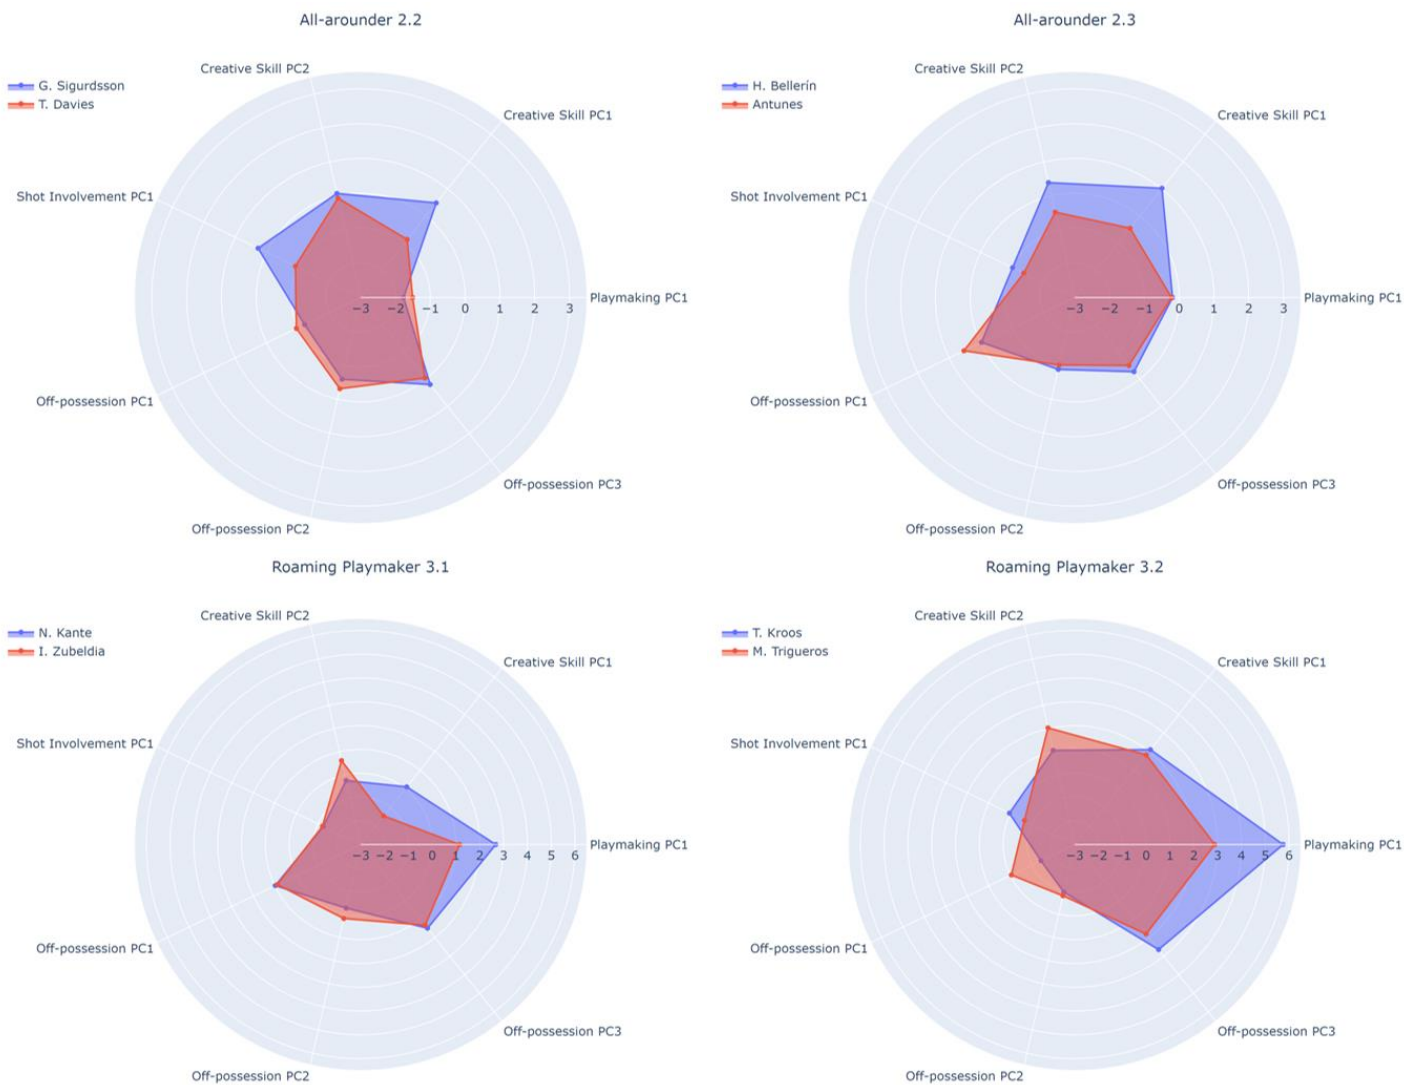 All-arounder 2.2
G. Sigurdsson
T. Davies
Creative Skill PC2
Creative Skill PC1
Shot Involvement PC1
Playmaking PC1
−3 −2 −1 0 1 2 3
Off-possession PC1
Off-possession PC3
Off-possession PC2
All-arounder 2.3
H. Bellerín
Antunes
Creative Skill PC2
Creative Skill PC1
Shot Involvement PC1
Playmaking PC1
−3 −2 −1 0 1 2 3
Off-possession PC1
Off-possession PC3
Off-possession PC2
Roaming Playmaker 3.1
N. Kante
I. Zubeldia
Creative Skill PC2
Creative Skill PC1
Shot Involvement PC1
Playmaking PC1
−3 −2 −1 0 1 2 3 4 5 6
Off-possession PC1
Off-possession PC3
Off-possession PC2
Roaming Playmaker 3.2
T. Kroos
M. Trigueros
Creative Skill PC2
Creative Skill PC1
Shot Involvement PC1
Playmaking PC1
−3 −2 −1 0 1 2 3 4 5 6
Off-possession PC1
Off-possession PC3
Off-possession PC2